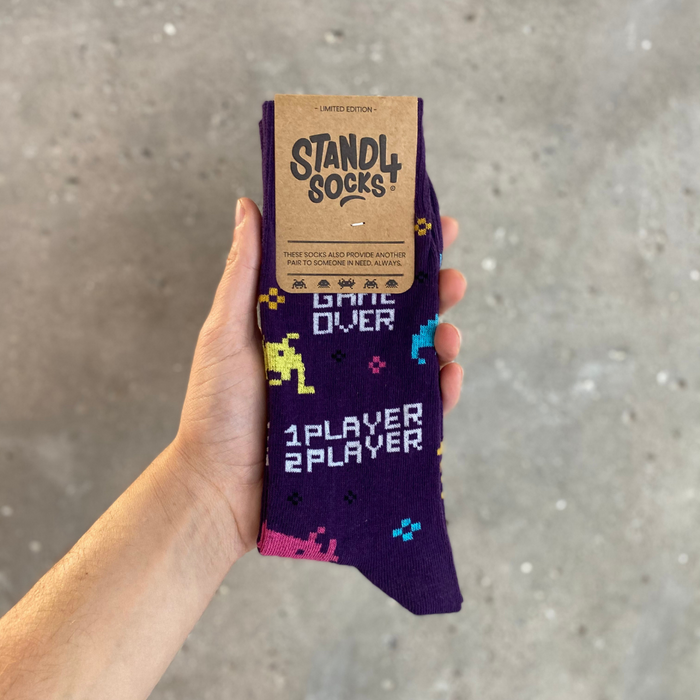 - LIMITED EDITION -
STAND4
SOCKS©
THESE SOCKS ALSO PROVIDE ANOTHER
PAIR TO SOMEONE IN NEED, ALWAYS.
GAME
OVER
1PLAYER
2PLAYER